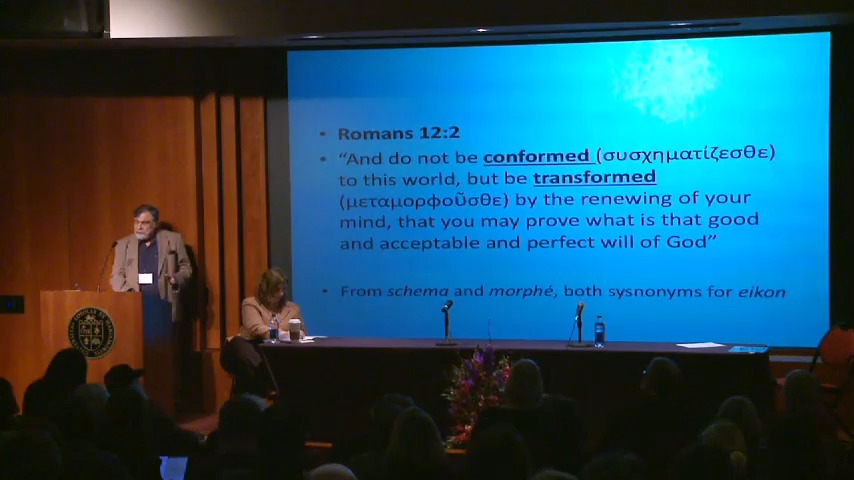 • Romans 12:2
• “And do not be conformed (συσχηματίζεσθε)
to this world, but be transformed
(μεταμορφοῦσθε) by the renewing of your
mind, that you may prove what is that good
and acceptable and perfect will of God”
• From schema and morphé, both sysnonyms for eikon